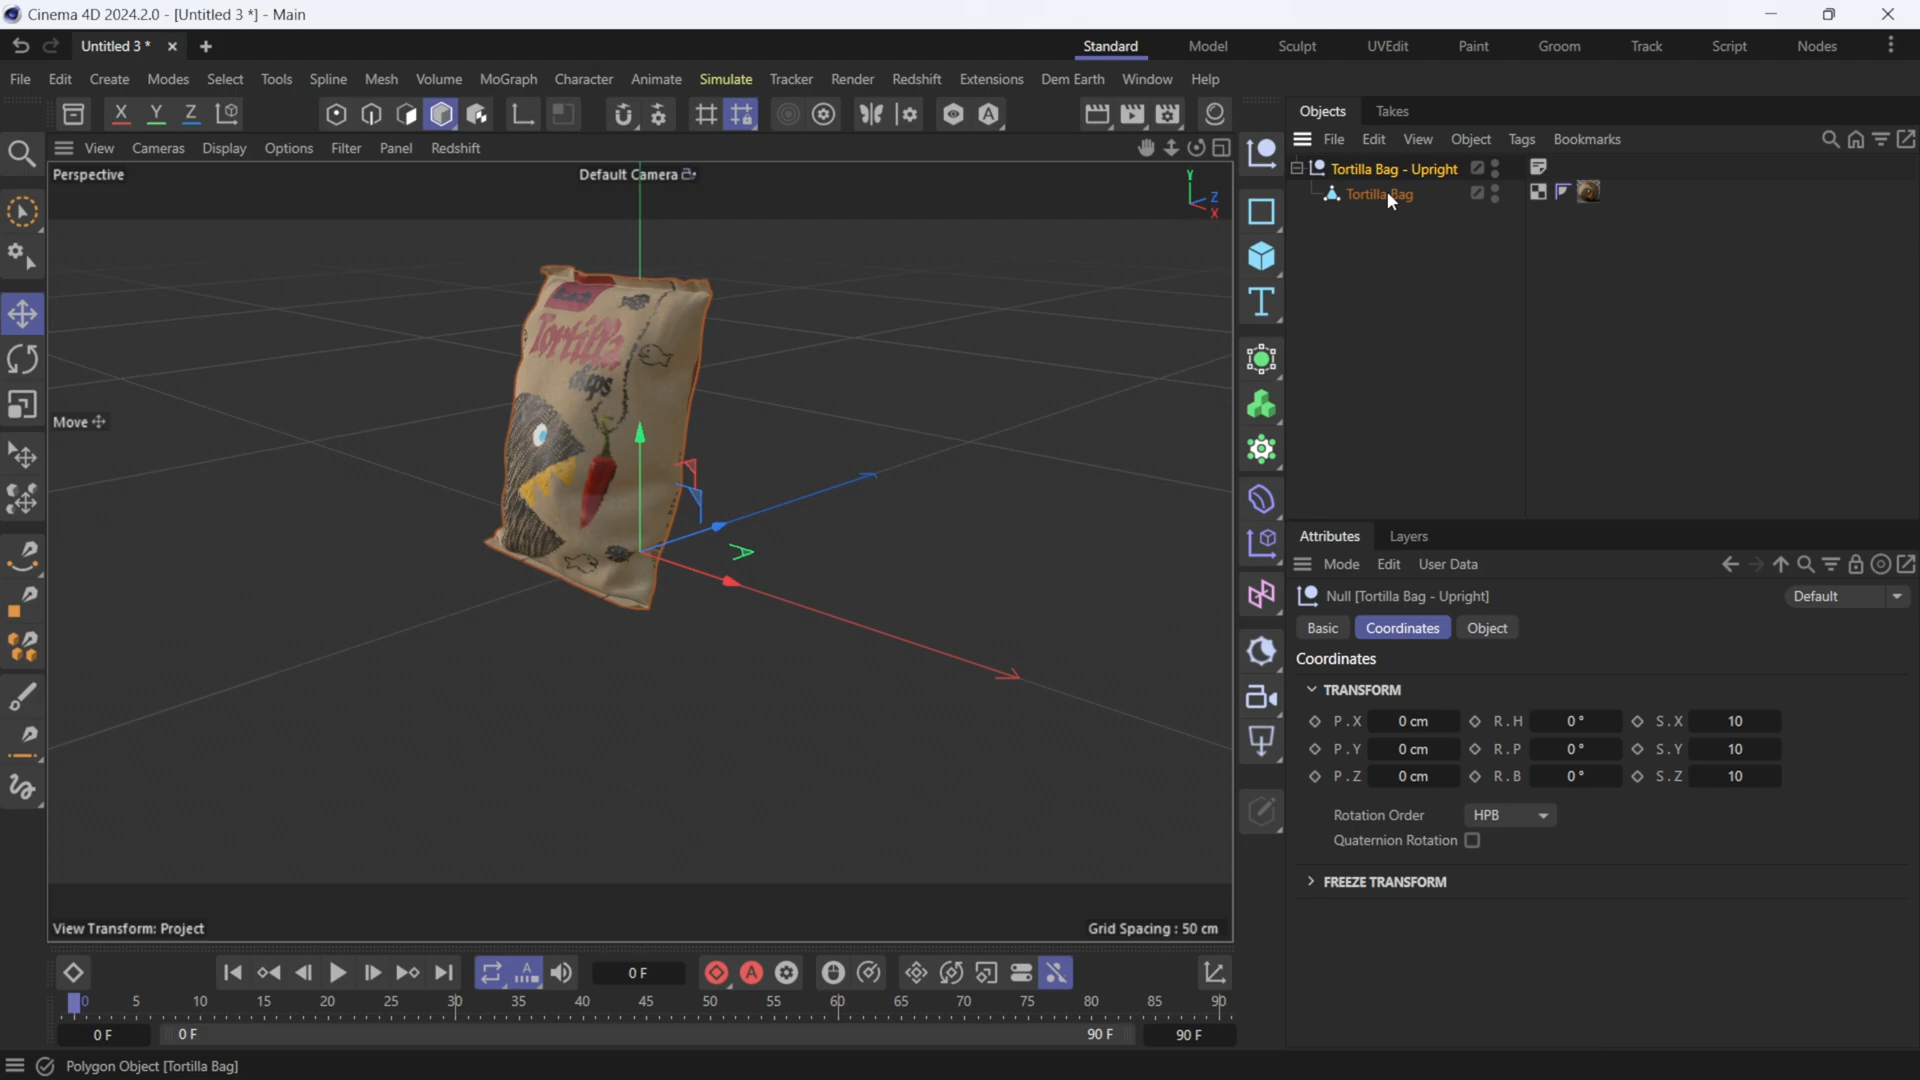 Cinema 4D 2024.2.0 - [Untitled 3 *] - Main
Untitled 3 *
Standard Model Sculpt UVEdit Paint Groom Track Script Nodes
File Edit Create Modes Select Tools Spline Mesh Volume MoGraph Character Animate Simulate Tracker Render Redshift Extensions Dem Earth Window Help
X Y Z
Objects Takes
File Edit View Object Tags Bookmarks
View Cameras Display Options Filter Panel Redshift
Tortilla Bag - Upright
Tortilla Bag
Perspective
Default Camera
Y
Z
X
Tortilla
chips
Move
Attributes Layers
Mode Edit User Data
Null [Tortilla Bag - Upright]
Default
Basic Coordinates Object
Coordinates
TRANSFORM
P . X 0 cm R . H 0 ° S . X 10
P . Y 0 cm R . P 0 ° S . Y 10
P . Z 0 cm R . B 0 ° S . Z 10
Rotation Order HPB
Quaternion Rotation
FREEZE TRANSFORM
View Transform: Project
Grid Spacing : 50 cm
0 F
0 5 10 15 20 25 30 35 40 45 50 55 60 65 70 75 80 85 90
0 F 0 F 90 F 90 F
Polygon Object [Tortilla Bag]